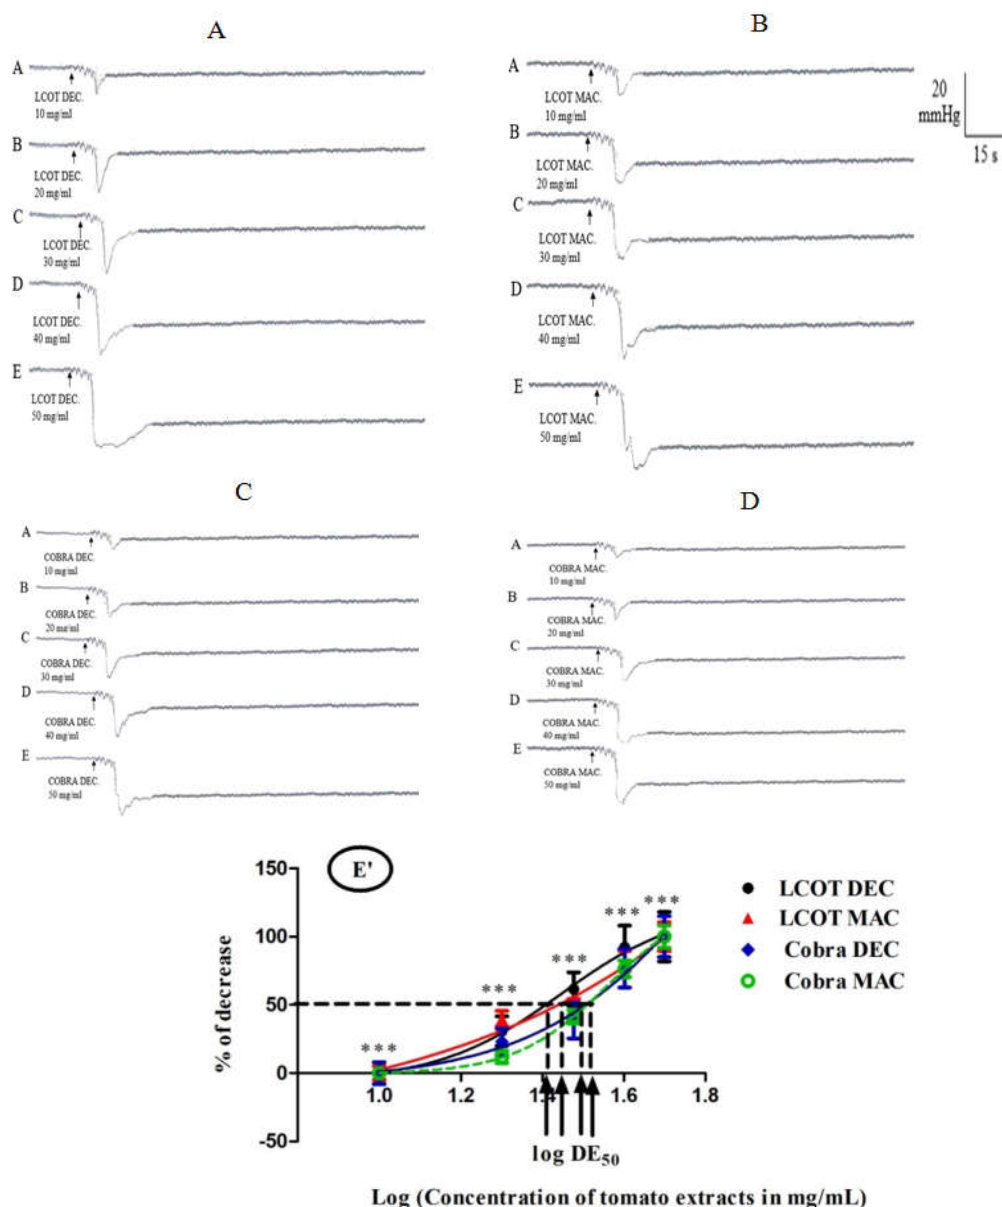 A
B
A
LCOT DEC.
10 mg/ml
B
LCOT DEC.
20 mg/ml
C
LCOT DEC.
30 mg/ml
D
LCOT DEC.
40 mg/ml
E
LCOT DEC.
50 mg/ml
A
LCOT MAC.
10 mg/ml
B
LCOT MAC.
20 mg/ml
C
LCOT MAC.
30 mg/ml
D
LCOT MAC.
40 mg/ml
E
LCOT MAC.
50 mg/ml
20
mmHg
15 s
C
D
A
COBRA DEC.
10 mg/ml
B
COBRA DEC.
20 mg/ml
C
COBRA DEC.
30 mg/ml
D
COBRA DEC.
40 mg/ml
E
COBRA DEC.
50 mg/ml
A
COBRA MAC.
10 mg/ml
B
COBRA MAC.
20 mg/ml
C
COBRA MAC.
30 mg/ml
D
COBRA MAC.
40 mg/ml
E
COBRA MAC.
50 mg/ml
E'
% of decrease
150
100
50
0
-50
***
***
***
***
***
1.0
1.2
1.4
1.6
1.8
log DE50
Log (Concentration of tomato extracts in mg/mL)
LCOT DEC
LCOT MAC
Cobra DEC
Cobra MAC